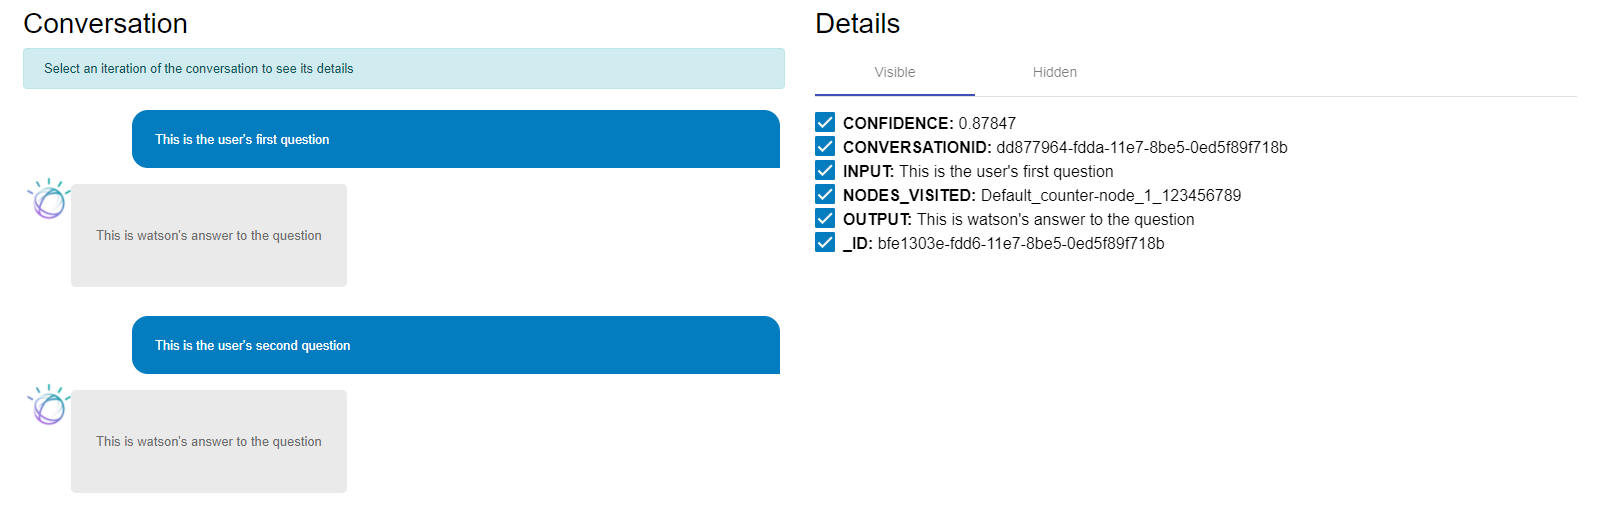 Conversation
Select an iteration of the conversation to see its details
This is the user's first question
This is watson's answer to the question
This is the user's second question
This is watson's answer to the question
Details
Visible
Hidden
CONFIDENCE: 0.87847
CONVERSATIONID: dd877964-fdda-11e7-8be5-0ed5f89f718b
INPUT: This is the user's first question
NODES_VISITED: Default_counter-node_1_123456789
OUTPUT: This is watson's answer to the question
_ID: bfe1303e-fdd6-11e7-8be5-0ed5f89f718b